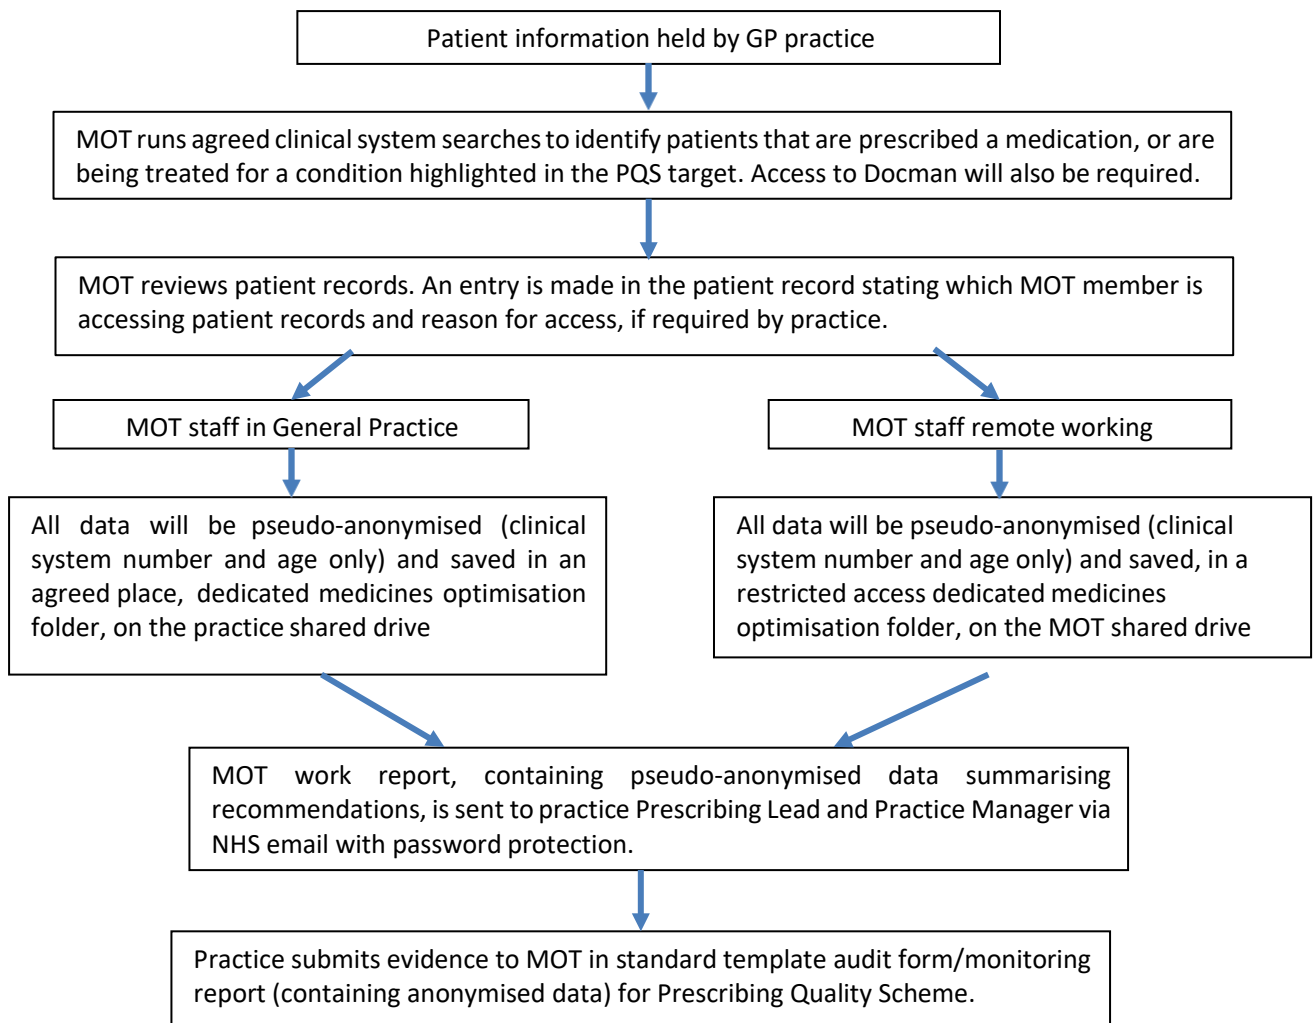 Patient information held by GP practice
MOT runs agreed clinical system searches to identify patients that are prescribed a medication, or are
being treated for a condition highlighted in the PQS target. Access to Docman will also be required.
MOT reviews patient records. An entry is made in the patient record stating which MOT member is
accessing patient records and reason for access, if required by practice.
MOT staff in General Practice
MOT staff remote working
All data will be pseudo-anonymised (clinical
system number and age only) and saved in an
agreed place, dedicated medicines optimisation
folder, on the practice shared drive
All data will be pseudo-anonymised (clinical
system number and age only) and saved, in a
restricted access dedicated medicines
optimisation folder, on the MOT shared drive
MOT work report, containing pseudo-anonymised data summarising
recommendations, is sent to practice Prescribing Lead and Practice Manager via
NHS email with password protection.
Practice submits evidence to MOT in standard template audit form/monitoring
report (containing anonymised data) for Prescribing Quality Scheme.